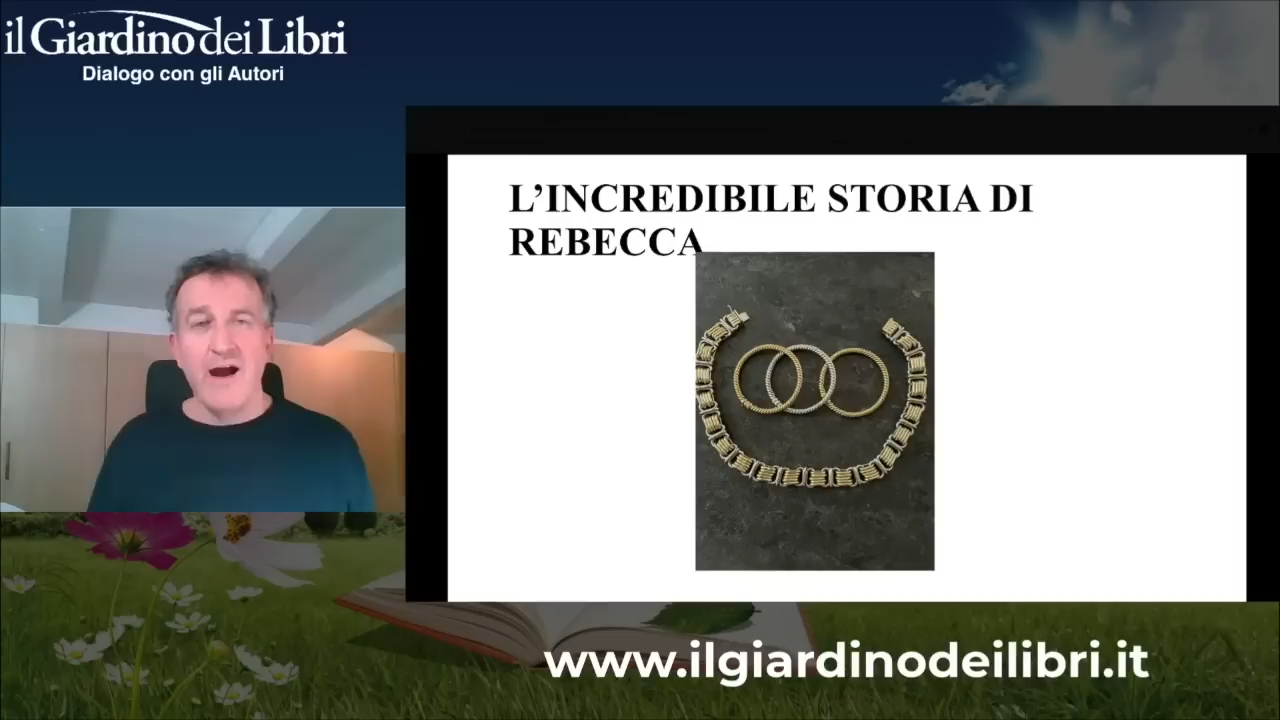 il Giardino dei Libri
Dialogo con gli Autori
L'INCREDIBILE STORIA DI
REBECCA
www.ilgiardinodeilibri.it